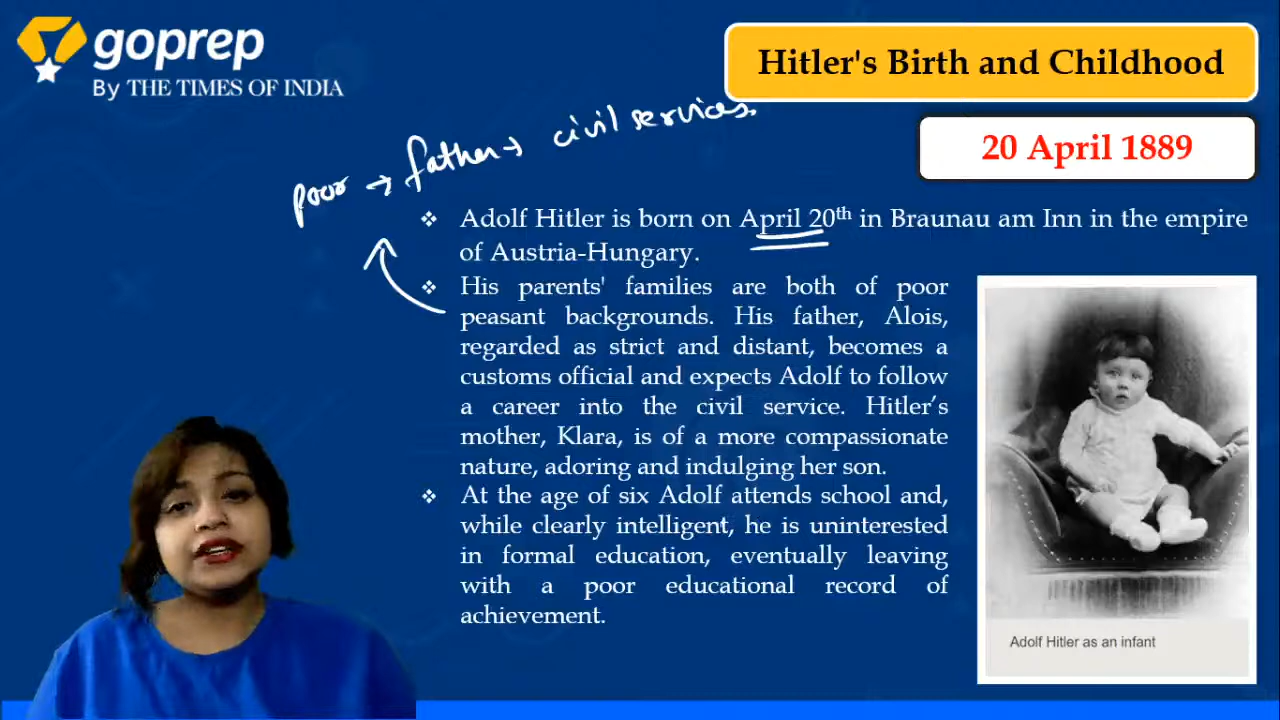 goprep
By THE TIMES OF INDIA
Hitler's Birth and Childhood
20 April 1889
poor → father → civil services.
❖ Adolf Hitler is born on April 20th in Braunau am Inn in the empire
of Austria-Hungary.
❖ His parents' families are both of poor
peasant backgrounds. His father, Alois,
regarded as strict and distant, becomes a
customs official and expects Adolf to follow
a career into the civil service. Hitler's
mother, Klara, is of a more compassionate
nature, adoring and indulging her son.
❖ At the age of six Adolf attends school and,
while clearly intelligent, he is uninterested
in formal education, eventually leaving
with a poor educational record of
achievement.
Adolf Hitler as an infant